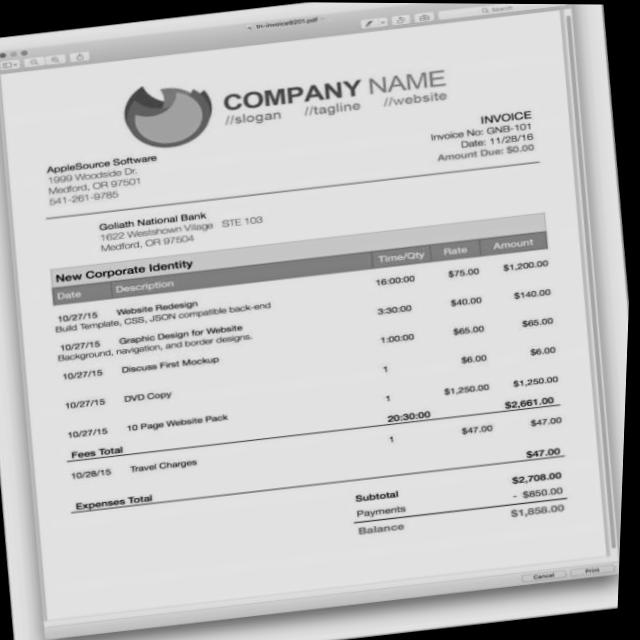 tn-invoice9201.pdf
Search
COMPANY NAME
//slogan //tagline //website
INVOICE
Invoice No: GNB-101
Date: 11/28/16
Amount Due: $0.00
AppleSource Software
1999 Woodside Dr.
Medford, OR 97501
541-261-9785
Goliath National Bank
1622 Westshown Village STE 103
Medford, OR 97504
New Corporate Identity
Date Description Time/Qty Rate Amount
10/27/15 Website Redesign 16:00:00 $75.00 $1,200.00
Build Template, CSS, JSON compatible back-end
10/27/15 Graphic Design for Website 3:30:00 $40.00 $140.00
Background, navigation, and border designs.
10/27/15 Discuss First Mockup 1:00:00 $65.00 $65.00
10/27/15 DVD Copy 1 $6.00 $6.00
10/27/15 10 Page Website Pack 1 $1,250.00 $1,250.00
Fees Total 20:30:00 $2,661.00
10/28/15 Travel Charges 1 $47.00 $47.00
Expenses Total $47.00
Subtotal $2,708.00
Payments - $850.00
Balance $1,858.00
Cancel Print